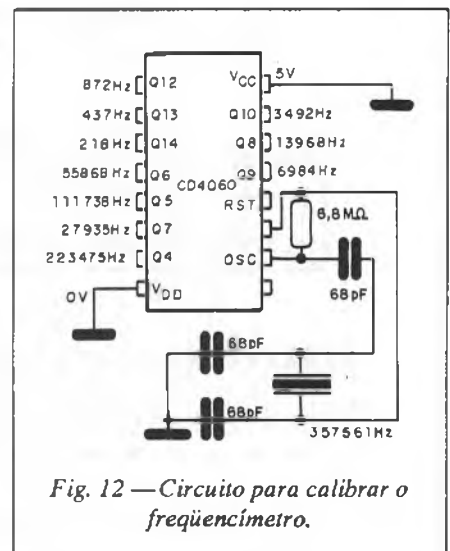 872Hz Q12 VCC 5V
437Hz Q13 Q10 3492Hz
218Hz Q14 Q8 13968Hz
55868Hz Q6 Q9 6984Hz
CD4060
111738Hz Q5 RST
27935Hz Q7 6,8MΩ
223475Hz Q4 OSC
0V VDD 68pF
68pF
68pF
357561Hz
Fig. 12 — Circuito para calibrar o
freqüencímetro.